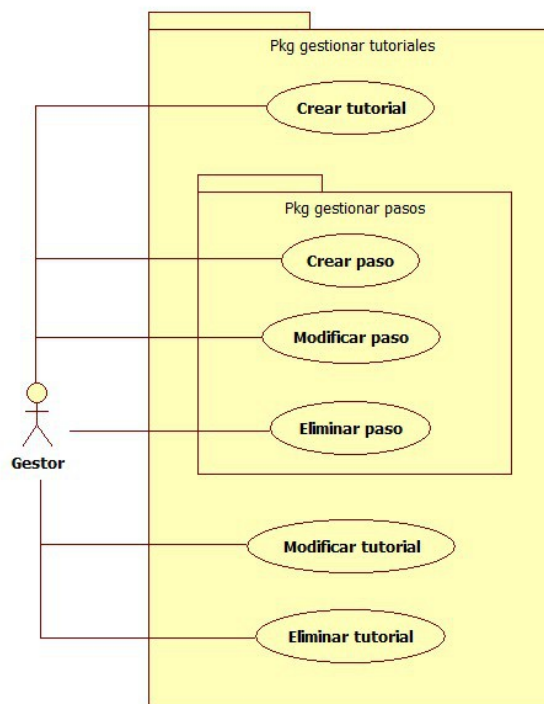 Pkg gestionar tutoriales
Crear tutorial
Pkg gestionar pasos
Crear paso
Modificar paso
Eliminar paso
Gestor
Modificar tutorial
Eliminar tutorial